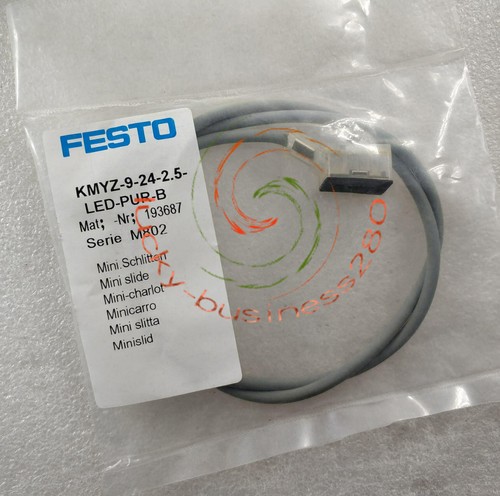 FESTO
KMYZ-9-24-2.5-
LED-PUR-B
Mat; -Nr; 193687
Serie M802
Mini.Schlitten
Mini slide
Mini-charlot
Minicarro
Mini slitta
Minislid
lucky-business280